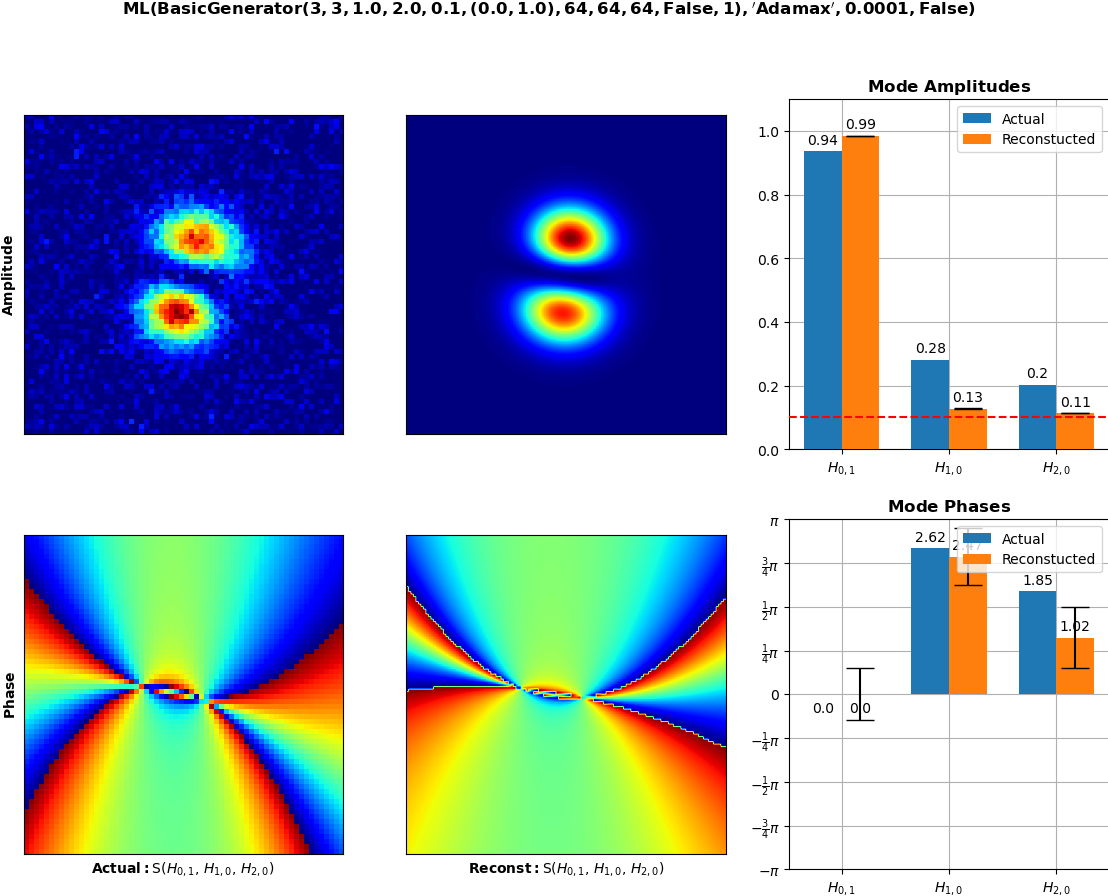 ML(BasicGenerator(3, 3, 1.0, 2.0, 0.1, (0.0, 1.0), 64, 64, 64, False, 1), ′Adamax′, 0.0001, False)
Mode Amplitudes
Amplitude
Actual
Reconstucted
0.94
0.99
0.28
0.13
0.2
0.11
1.0
0.8
0.6
0.4
0.2
0.0
H0,1
H1,0
H2,0
Mode Phases
Phase
Actual
Reconstucted
2.62
1.85
1.02
0.0
0.0
π
3/4π
1/2π
1/4π
0
−1/4π
−1/2π
−3/4π
−π
H0,1
H1,0
H2,0
Actual: S(H0,1, H1,0, H2,0)
Reconst: S(H0,1, H1,0, H2,0)